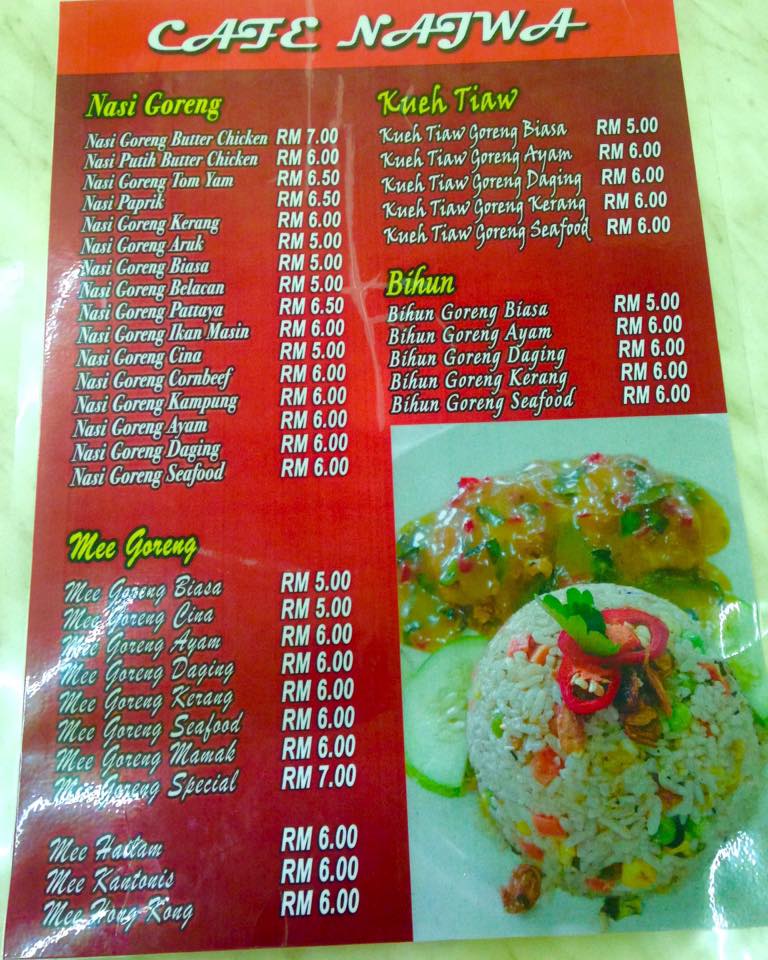 CAFE NAJWA
Nasi Goreng
Nasi Goreng Butter Chicken RM 7.00
Nasi Putih Butter Chicken RM 6.00
Nasi Goreng Tom Yam RM 6.50
Nasi Paprik RM 6.50
Nasi Goreng Kerang RM 6.00
Nasi Goreng Aruk RM 5.00
Nasi Goreng Biasa RM 5.00
Nasi Goreng Belacan RM 5.00
Nasi Goreng Pattaya RM 6.50
Nasi Goreng Ikan Masin RM 6.00
Nasi Goreng Cina RM 5.00
Nasi Goreng Cornbeef RM 6.00
Nasi Goreng Kampung RM 6.00
Nasi Goreng Ayam RM 6.00
Nasi Goreng Daging RM 6.00
Nasi Goreng Seafood RM 6.00
Mee Goreng
Mee Goreng Biasa RM 5.00
Mee Goreng Cina RM 5.00
Mee Goreng Ayam RM 6.00
Mee Goreng Daging RM 6.00
Mee Goreng Kerang RM 6.00
Mee Goreng Seafood RM 6.00
Mee Goreng Mamak RM 6.00
Mee Goreng Special RM 7.00
Mee Hailam RM 6.00
Mee Kantonis RM 6.00
Mee Hong Kong RM 6.00
Kueh Tiaw
Kueh Tiaw Goreng Biasa RM 5.00
Kueh Tiaw Goreng Ayam RM 6.00
Kueh Tiaw Goreng Daging RM 6.00
Kueh Tiaw Goreng Kerang RM 6.00
Kueh Tiaw Goreng Seafood RM 6.00
Bihun
Bihun Goreng Biasa RM 5.00
Bihun Goreng Ayam RM 6.00
Bihun Goreng Daging RM 6.00
Bihun Goreng Kerang RM 6.00
Bihun Goreng Seafood RM 6.00